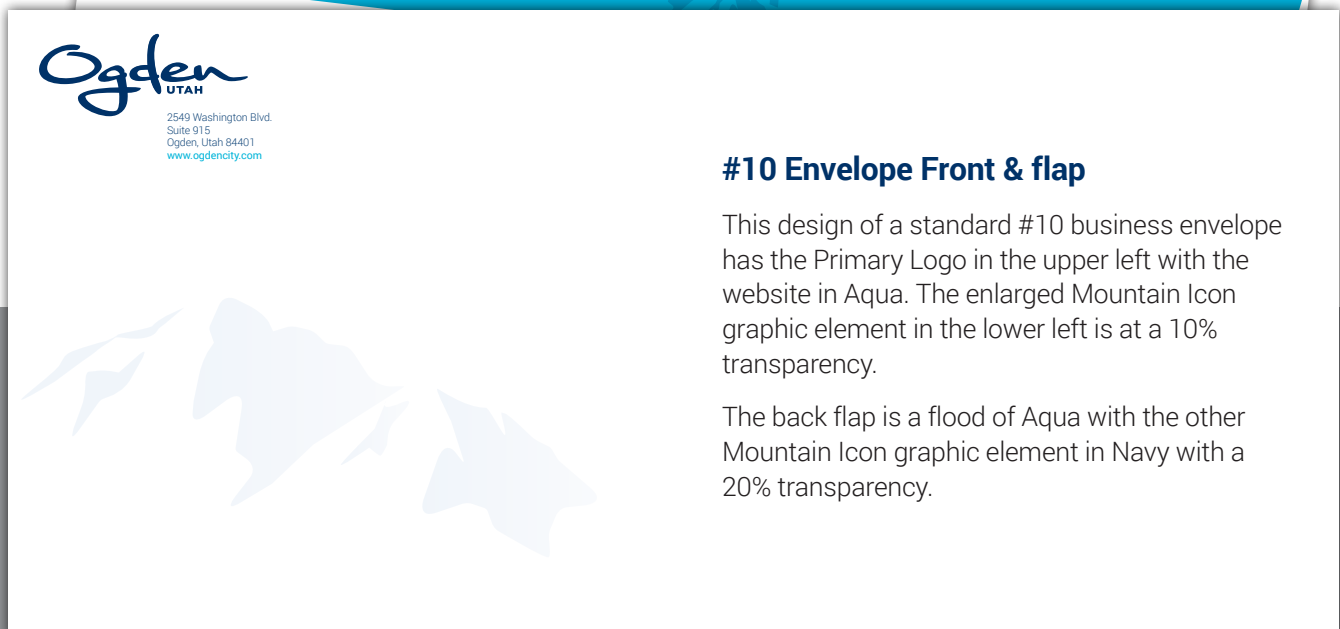 Ogden
UTAH
2549 Washington Blvd.
Suite 915
Ogden, Utah 84401
www.ogdencity.com
#10 Envelope Front & flap
This design of a standard #10 business envelope
has the Primary Logo in the upper left with the
website in Aqua. The enlarged Mountain Icon
graphic element in the lower left is at a 10%
transparency.
The back flap is a flood of Aqua with the other
Mountain Icon graphic element in Navy with a
20% transparency.